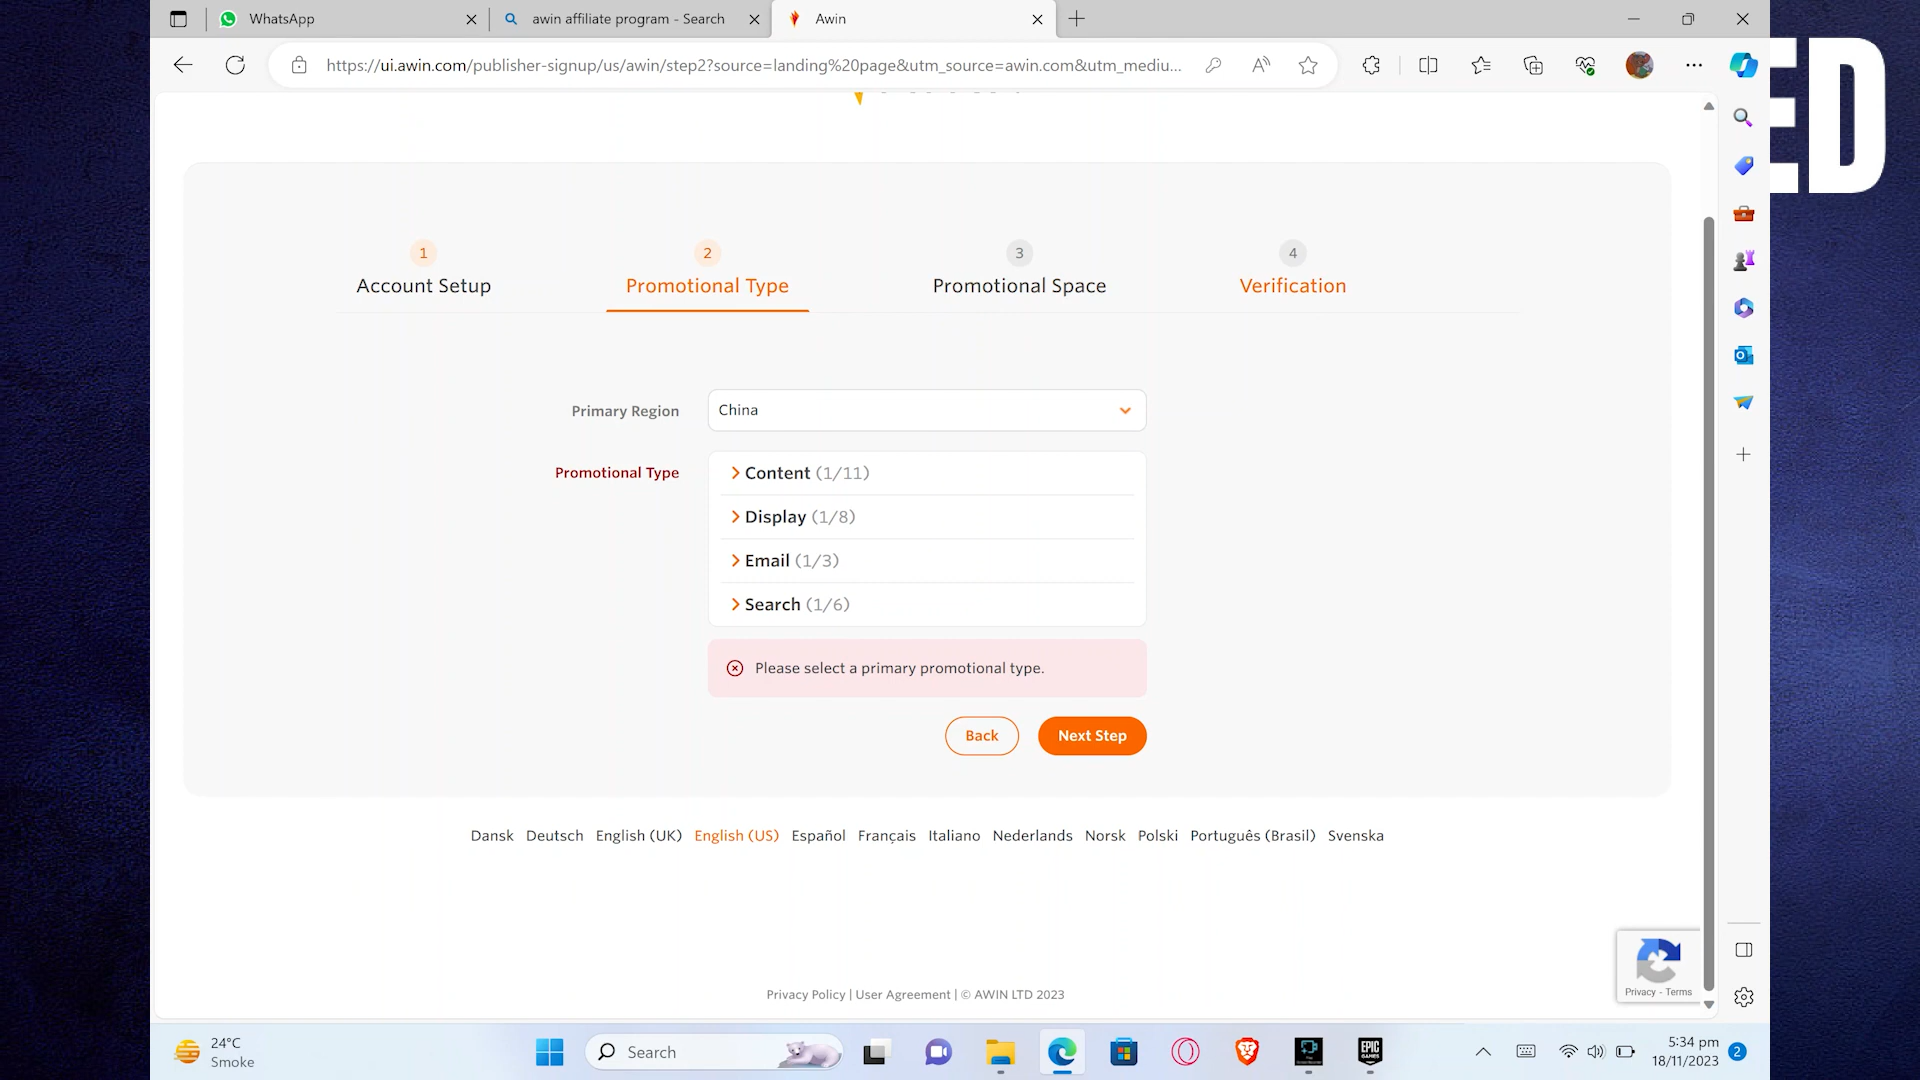 WhatsApp
awin affiliate program - Search
Awin
https://ui.awin.com/publisher-signup/us/awin/step2?source=landing%20page&utm_source=awin.com&utm_mediu...
ED
1
Account Setup
2
Promotional Type
3
Promotional Space
4
Verification
Primary Region
China
Promotional Type
Content (1/11)
Display (1/8)
Email (1/3)
Search (1/6)
Please select a primary promotional type.
Back
Next Step
Dansk Deutsch English (UK) English (US) Español Français Italiano Nederlands Norsk Polski Português (Brasil) Svenska
Privacy - Terms
Privacy Policy | User Agreement | © AWIN LTD 2023
24°C
Smoke
Search
EPIC
GAMES
5:34 pm
18/11/2023
2